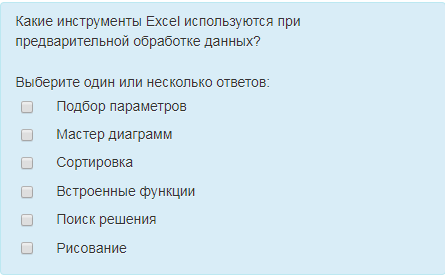 Какие инструменты Excel используются при
предварительной обработке данных?
Выберите один или несколько ответов:
Подбор параметров
Мастер диаграмм
Сортировка
Встроенные функции
Поиск решения
Рисование